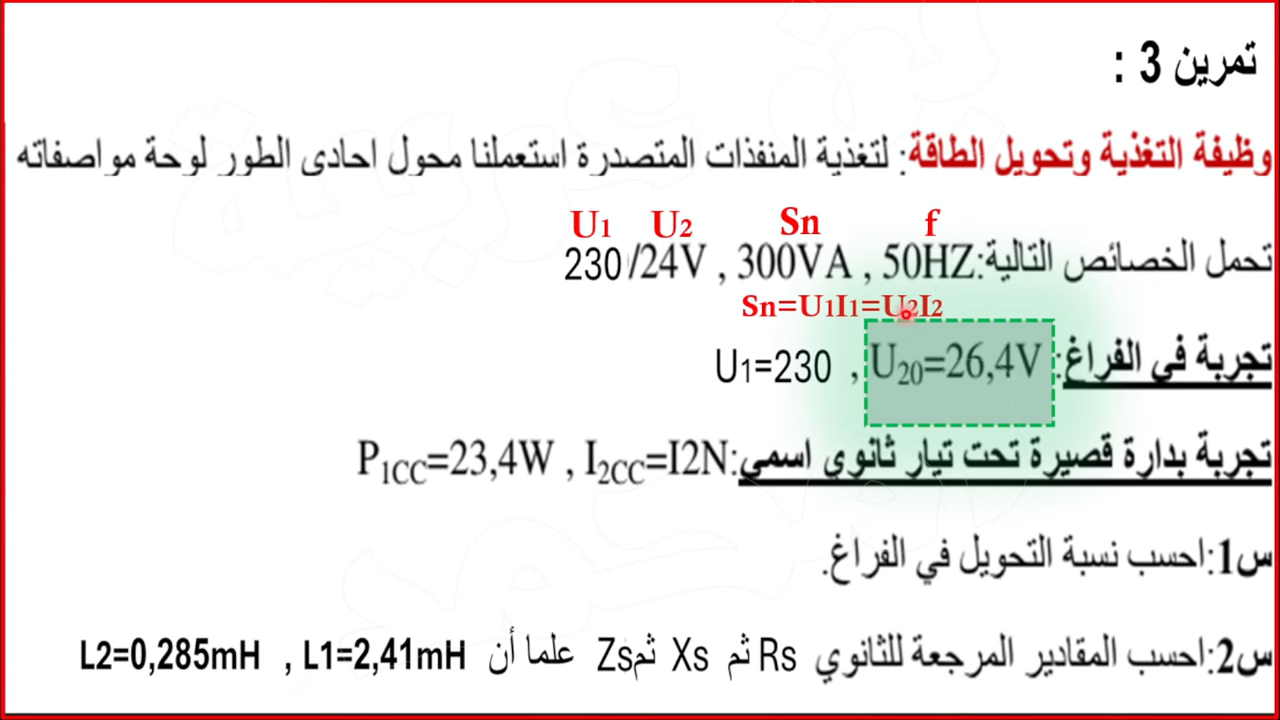 تمرين 3 :
وظيفة التغذية وتحويل الطاقة: لتغذية المنفذات المتصدرة استعملنا محول احادى الطور لوحة مواصفاته
U1 U2 Sn f
تحمل الخصائص التالية: 230/24V , 300VA , 50HZ
Sn=U1I1=U2I2
تجربة في الفراغ: U20=26,4V , U1=230
تجربة بدارة قصيرة تحت تيار ثانوي اسمي: P1CC=23,4W , I2CC=I2N
س1: احسب نسبة التحويل في الفراغ.
س2: احسب المقادير المرجعة للثانوي Rs ثم Xs ثم Zs علما أن L2=0,285mH , L1=2,41mH